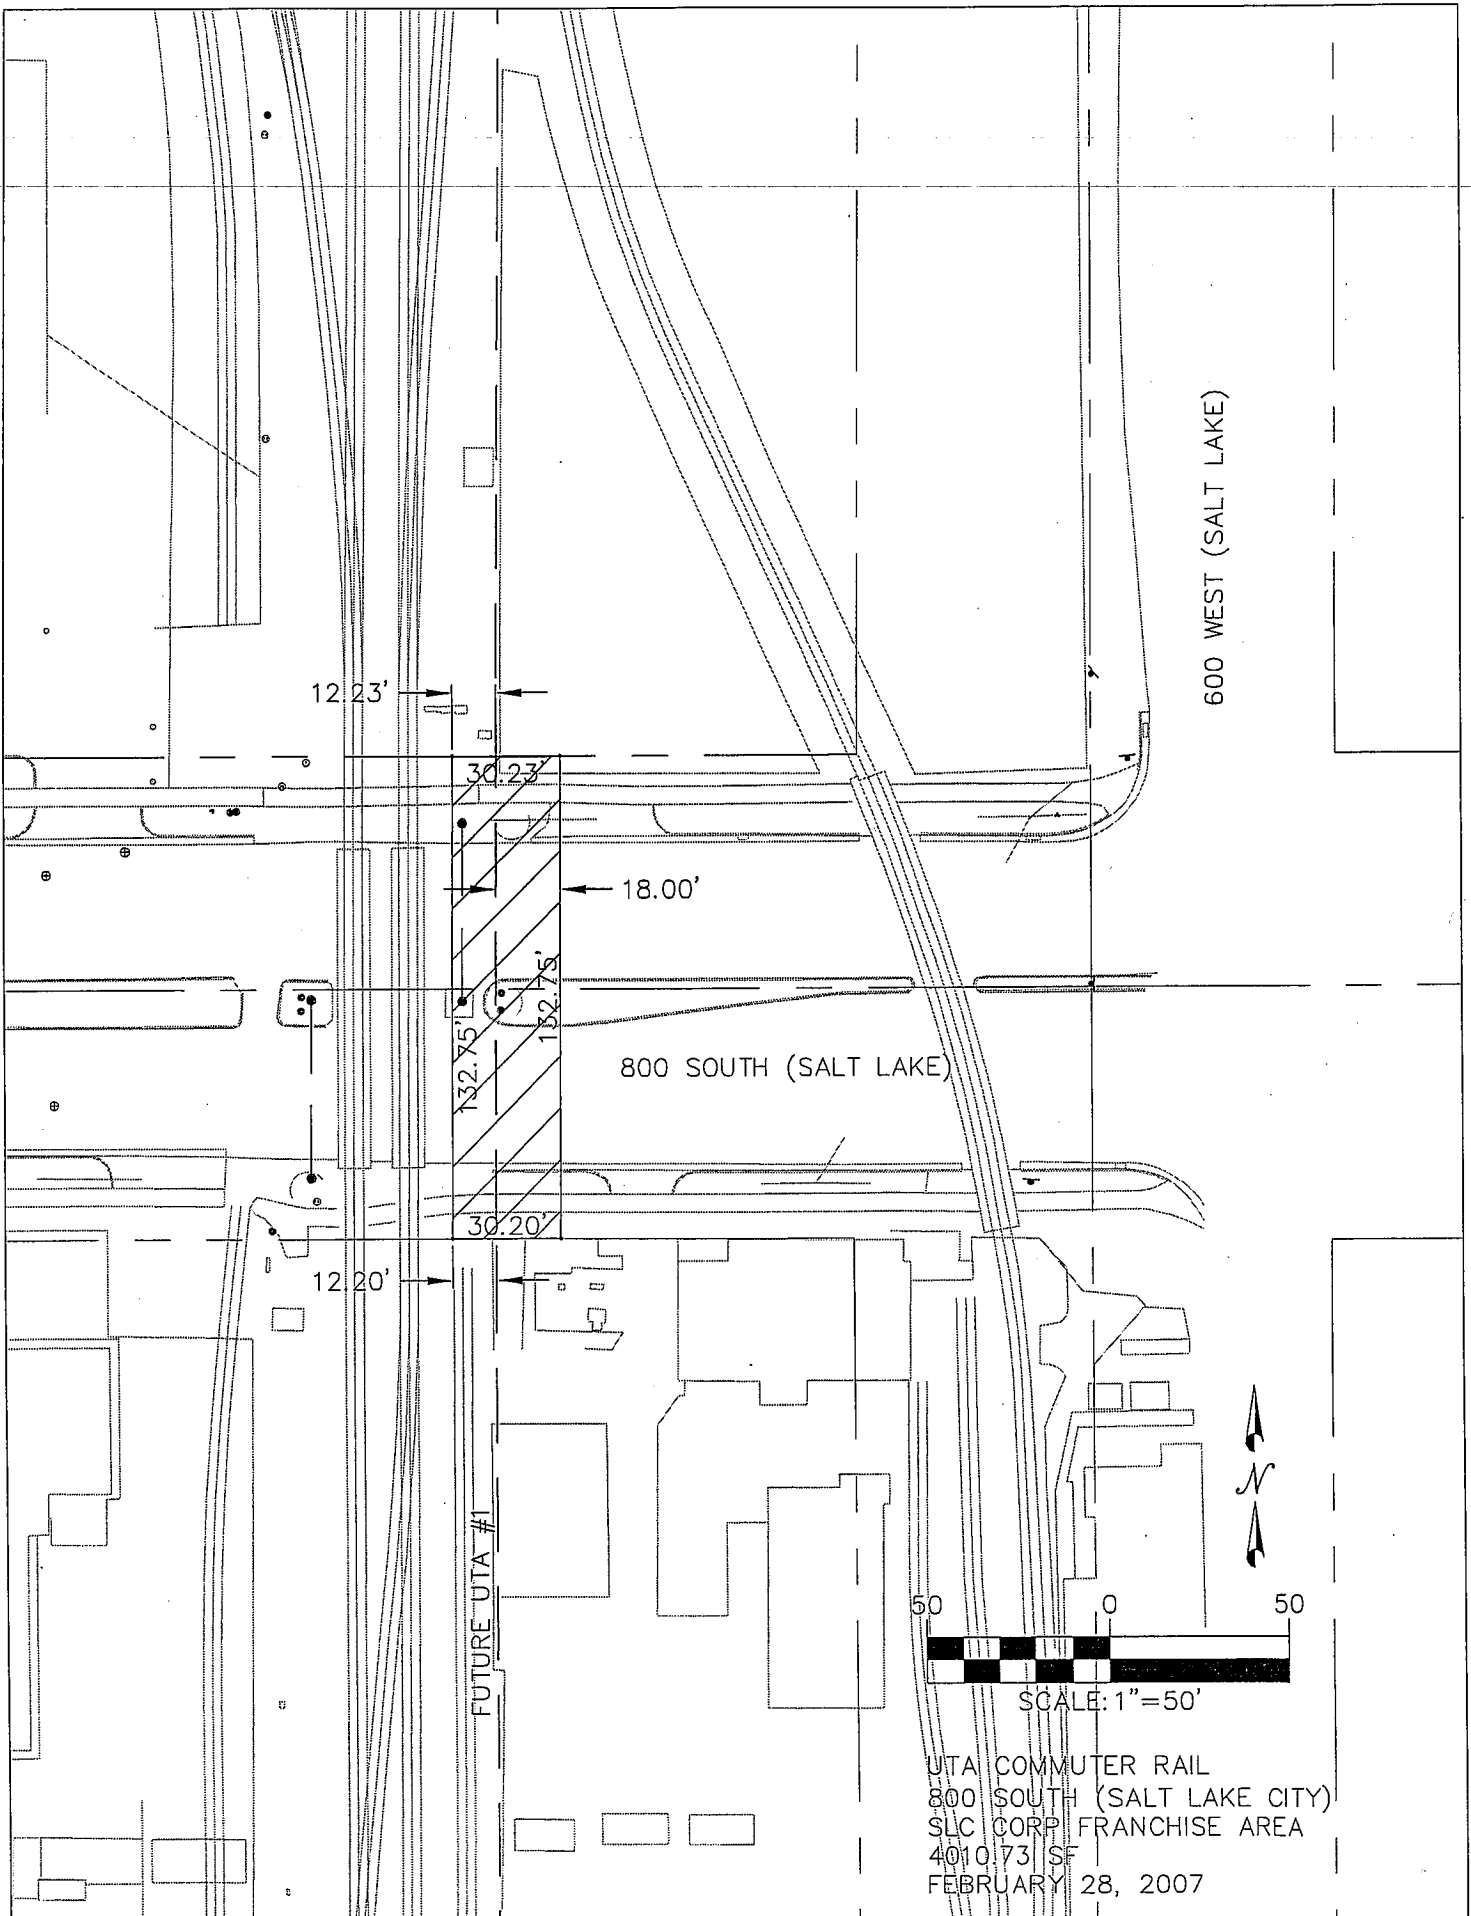 600 WEST (SALT LAKE)
12.23'
30.23'
18.00'
132.75'
132.75'
800 SOUTH (SALT LAKE)
30.20'
12.20'
FUTURE UTA #1
N
50 0 50
SCALE: 1"=50'
UTA COMMUTER RAIL
800 SOUTH (SALT LAKE CITY)
SLC CORP FRANCHISE AREA
4010.73 SF
FEBRUARY 28, 2007